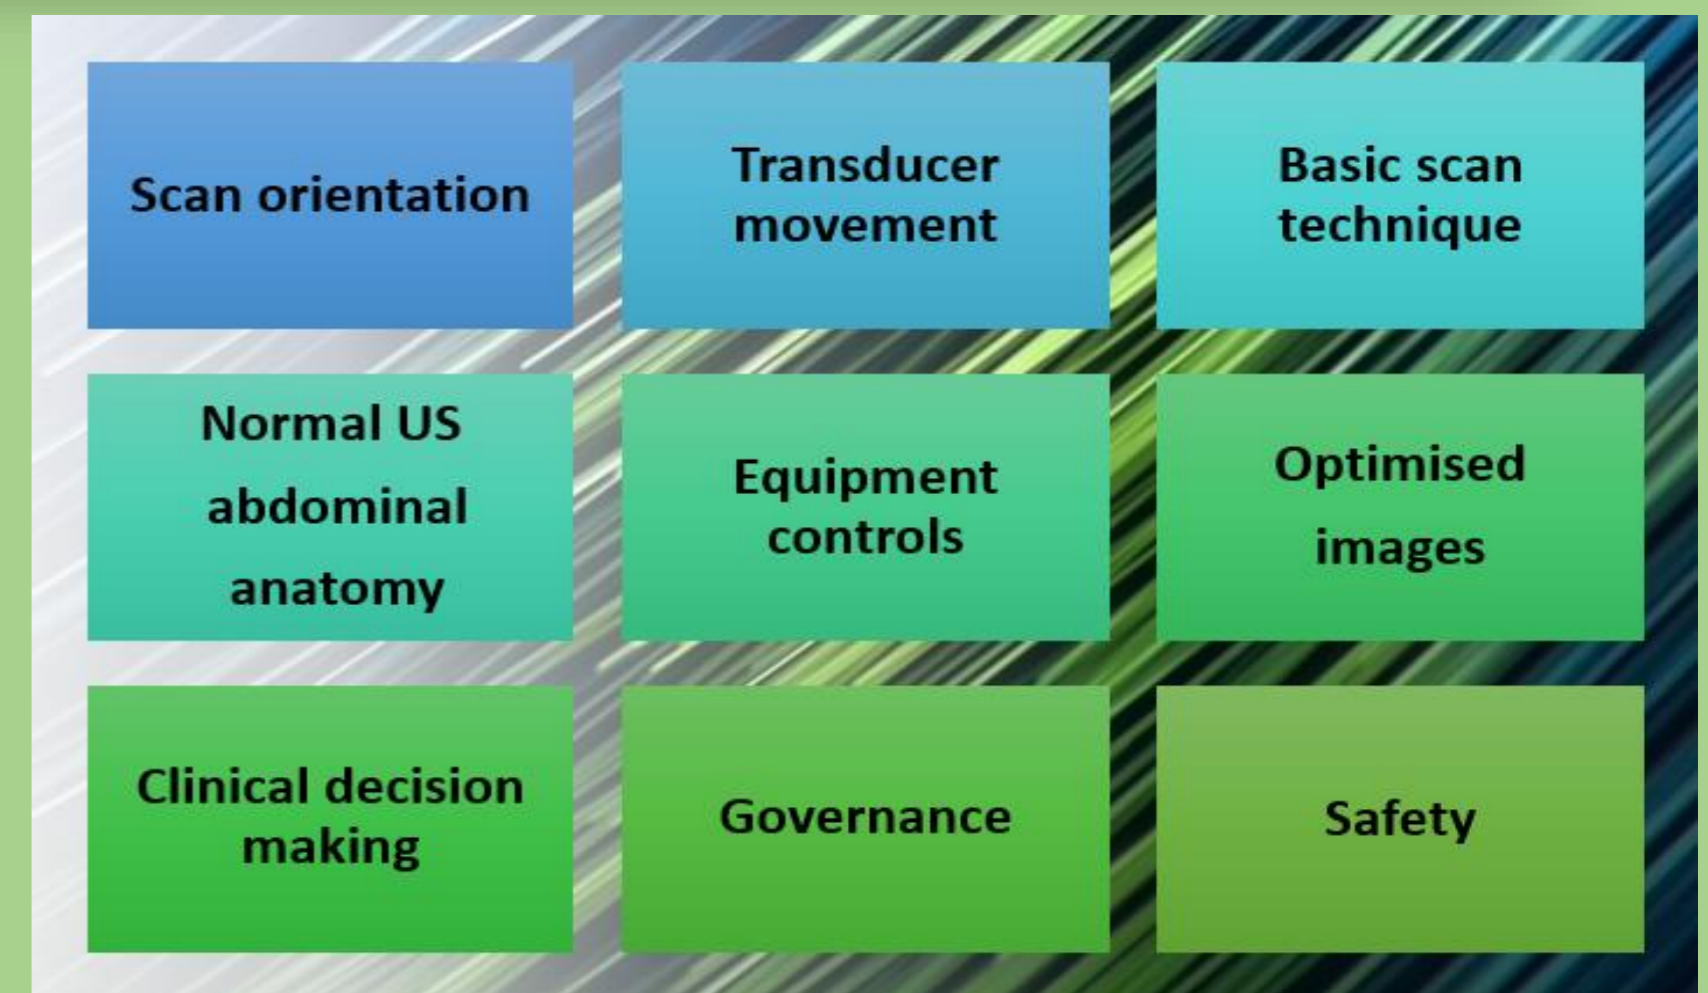 Scan orientation
Transducer
movement
Basic scan
technique
Normal US
abdominal
anatomy
Equipment
controls
Optimised
images
Clinical decision
making
Governance
Safety